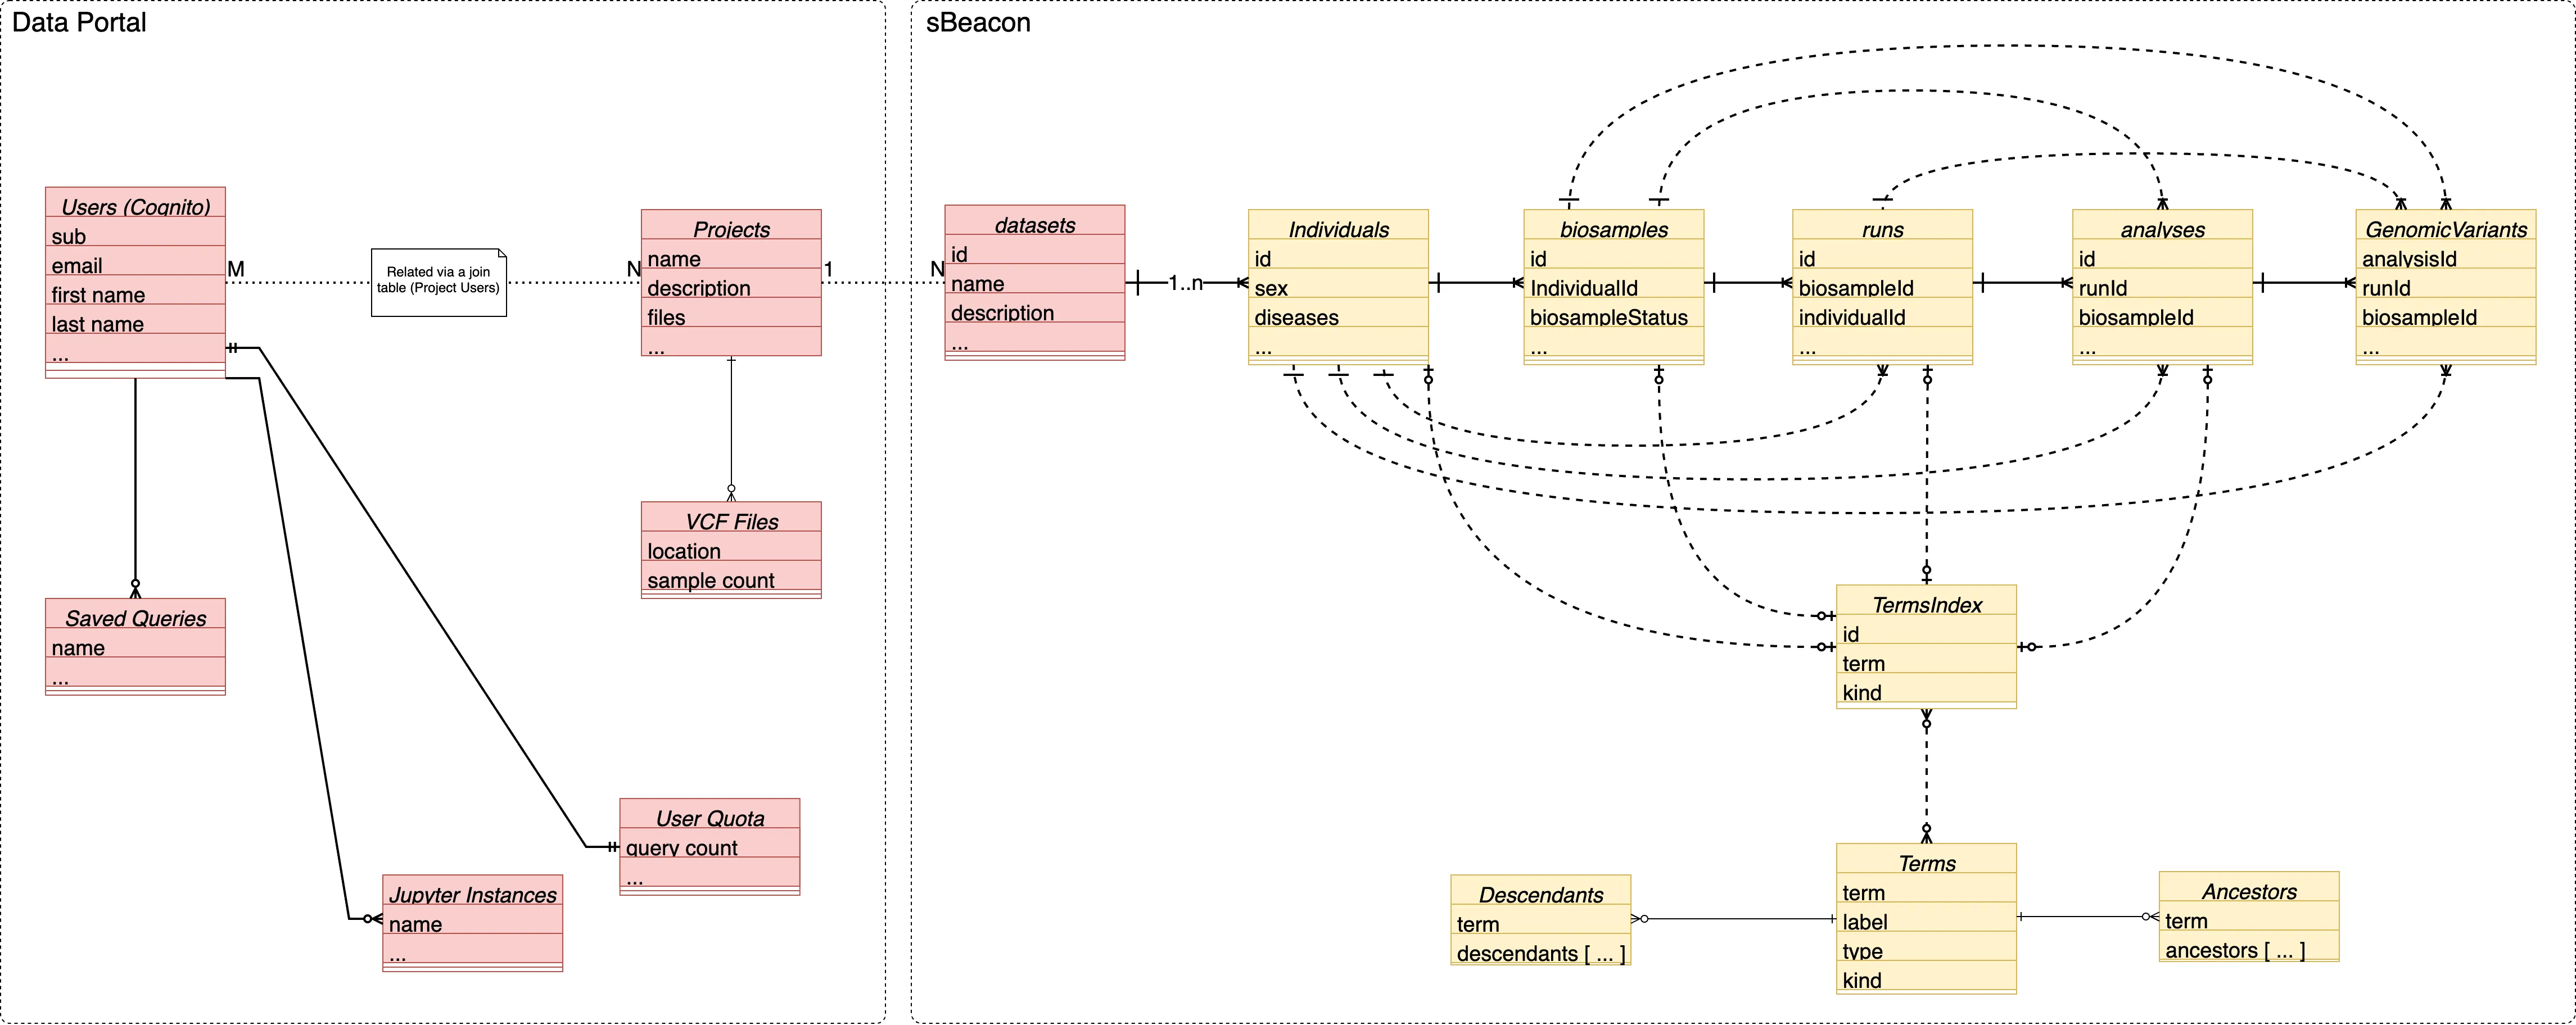 Data Portal
Users (Cognito)
sub
email
first name
last name
...
M
Related via a join
table (Project Users)
N
Projects
name
description
files
...
1
VCF Files
location
sample count
Saved Queries
name
...
User Quota
query count
...
Jupyter Instances
name
...
sBeacon
N
datasets
id
name
description
...
1..n
Individuals
id
sex
diseases
...
biosamples
id
IndividualId
biosampleStatus
...
runs
id
biosampleId
individualId
...
analyses
id
runId
biosampleId
...
GenomicVariants
analysisId
runId
biosampleId
...
TermsIndex
id
term
kind
Descendants
term
descendants [ ... ]
Terms
term
label
type
kind
Ancestors
term
ancestors [ ... ]